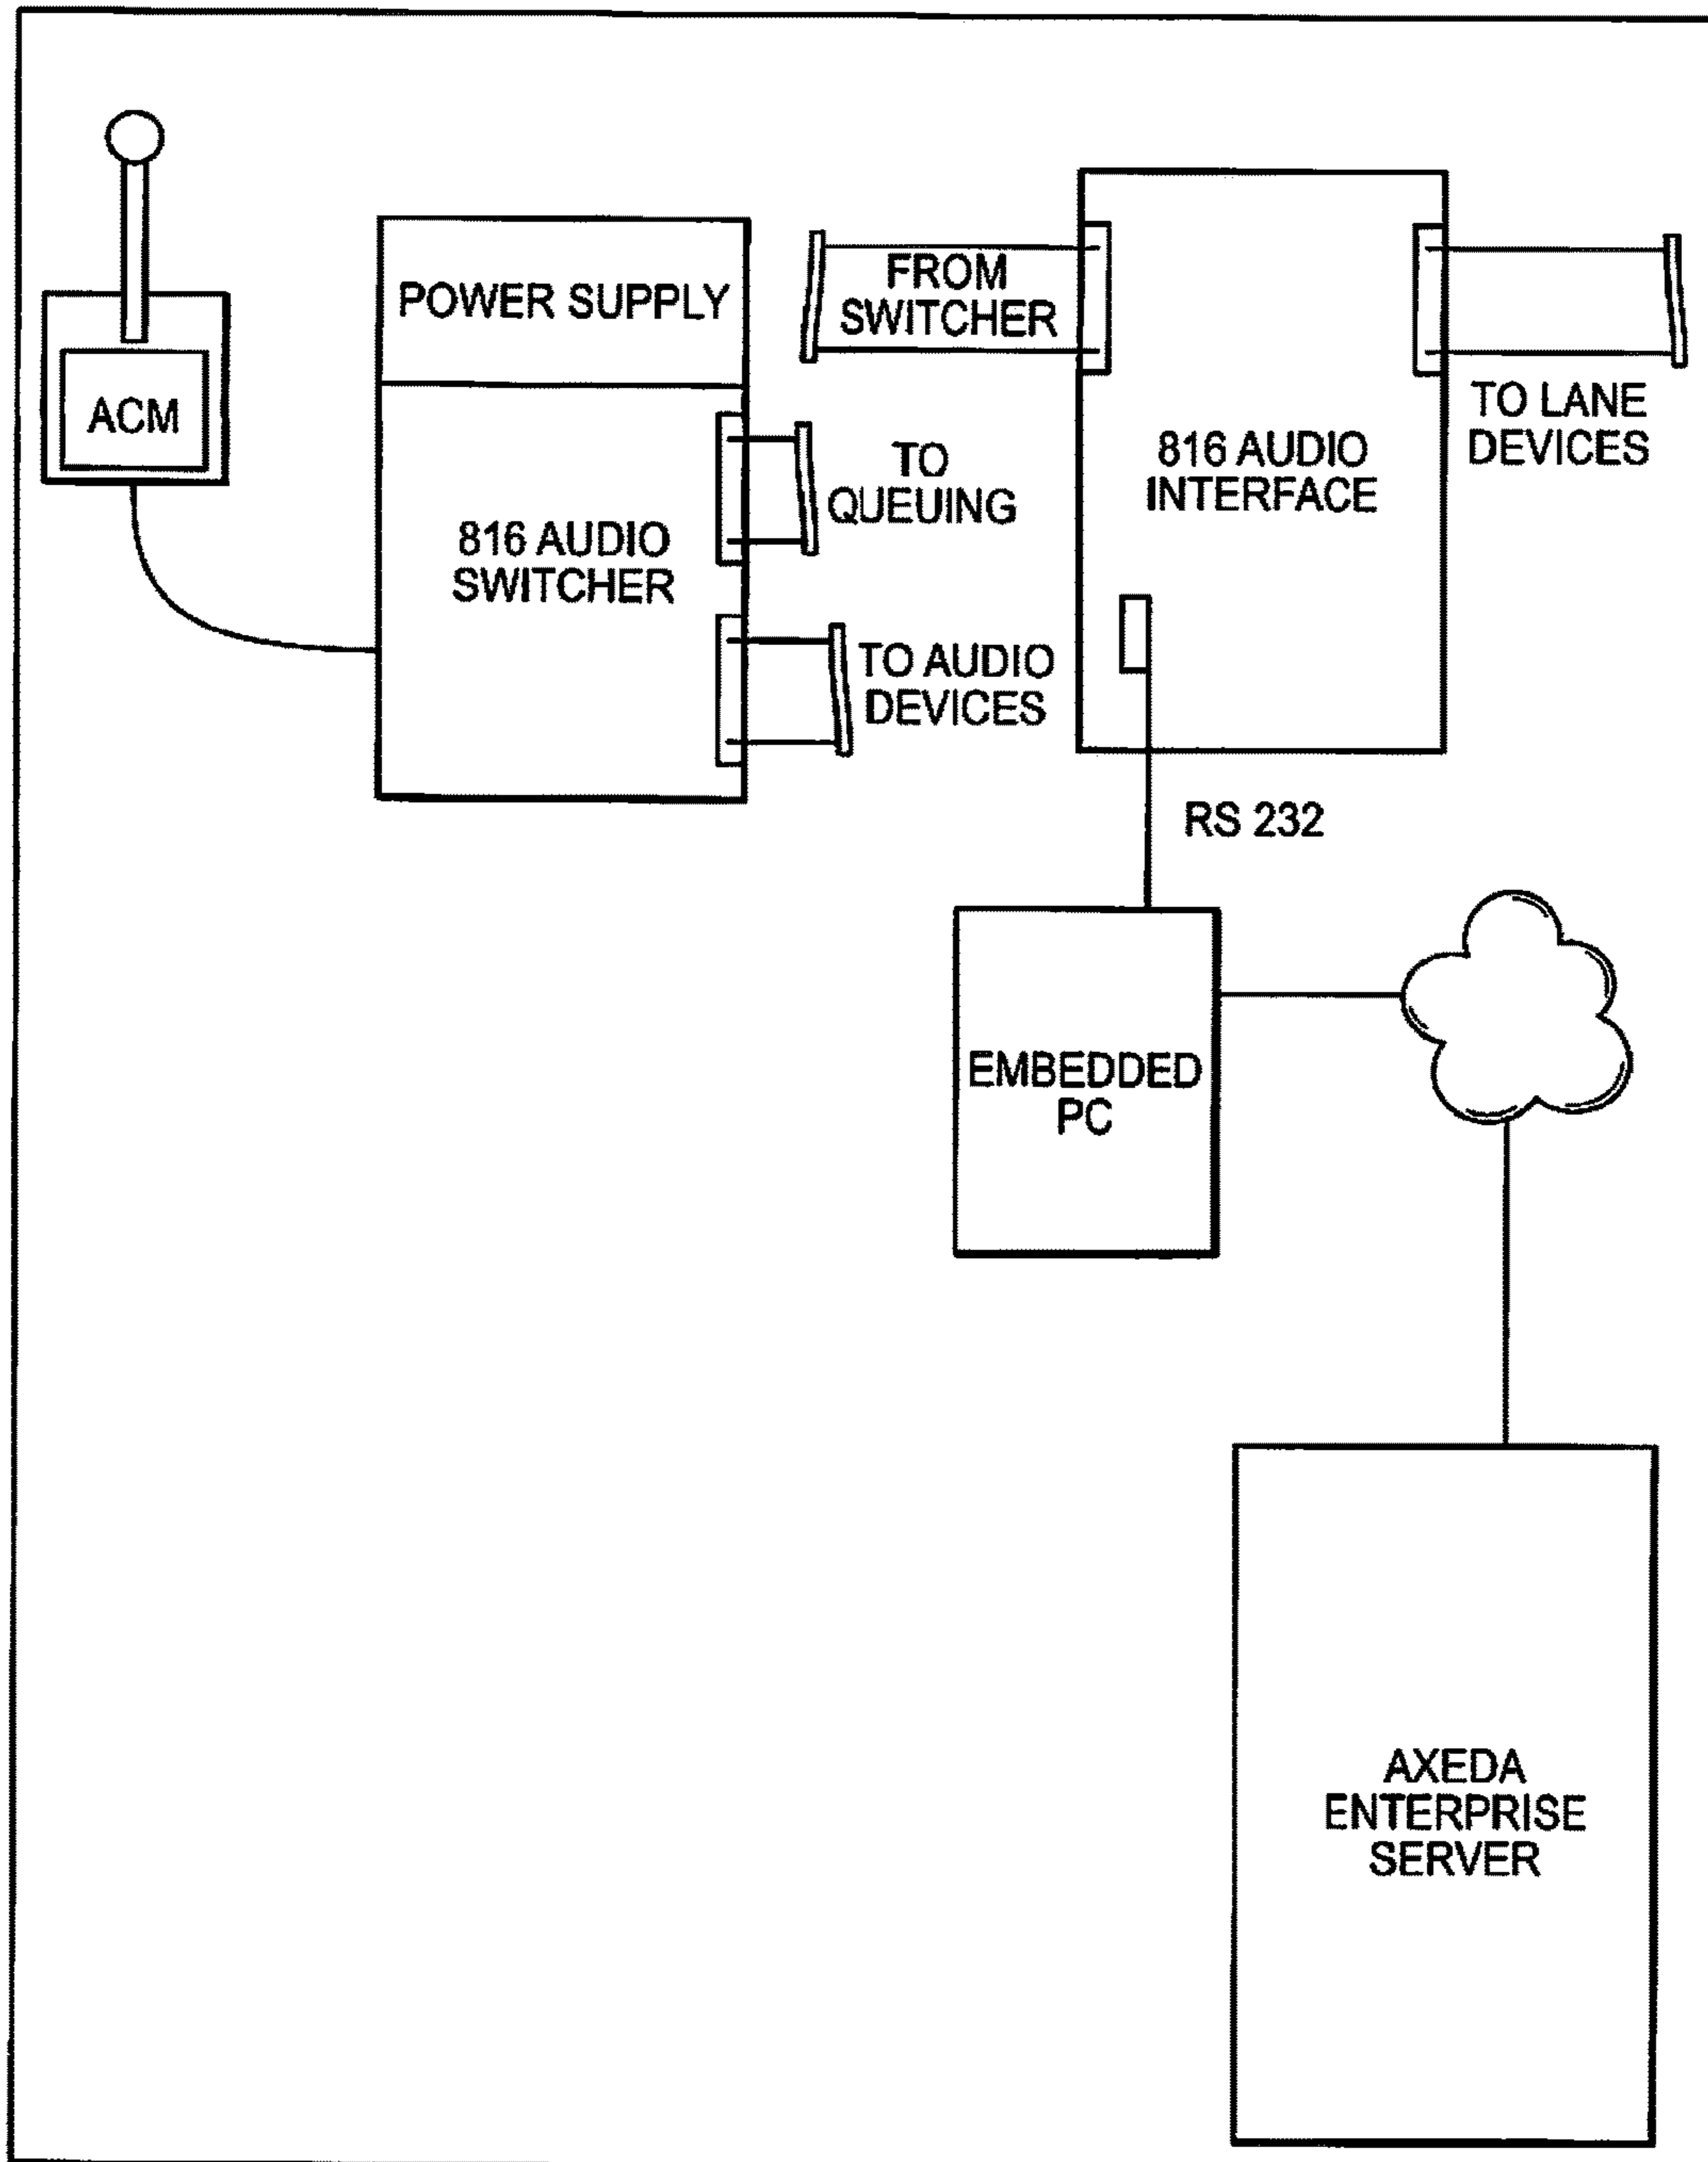 ACM
POWER SUPPLY
816 AUDIO
SWITCHER
TO
QUEUING
TO AUDIO
DEVICES
FROM
SWITCHER
816 AUDIO
INTERFACE
TO LANE
DEVICES
RS 232
EMBEDDED
PC
AXEDA
ENTERPRISE
SERVER